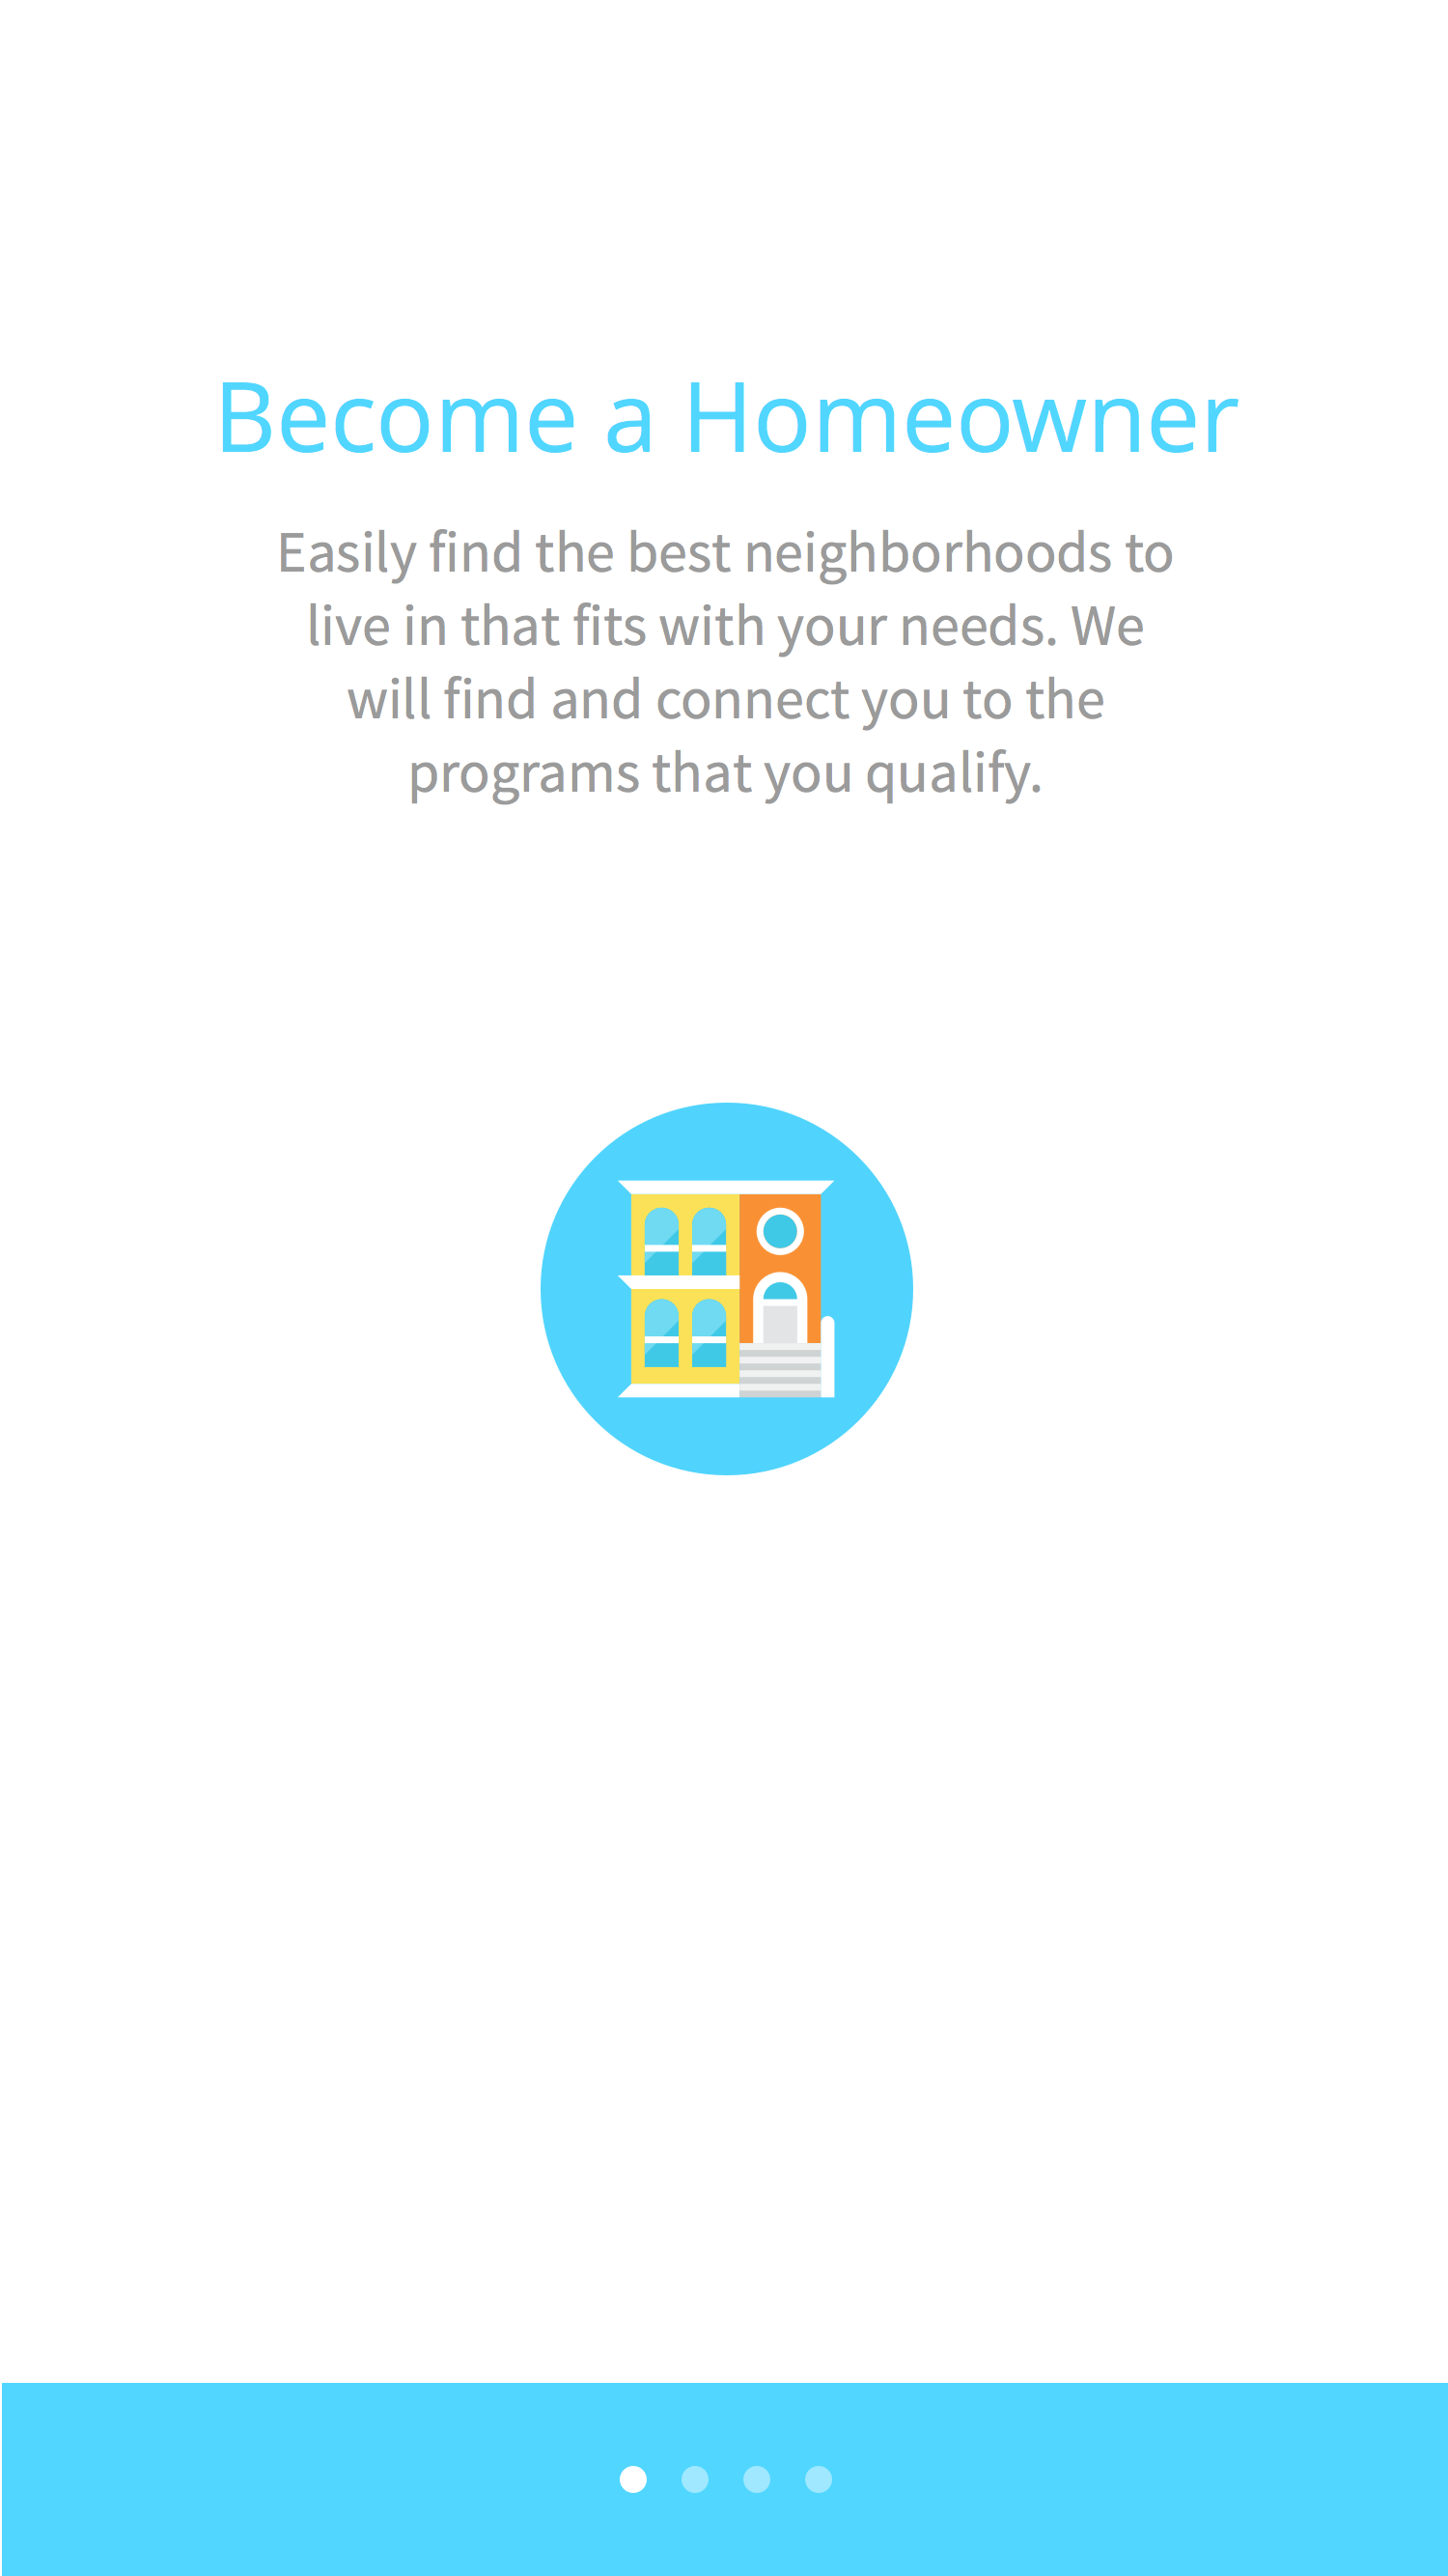 Become a Homeowner
Easily find the best neighborhoods to
live in that fits with your needs. We
will find and connect you to the
programs that you qualify.